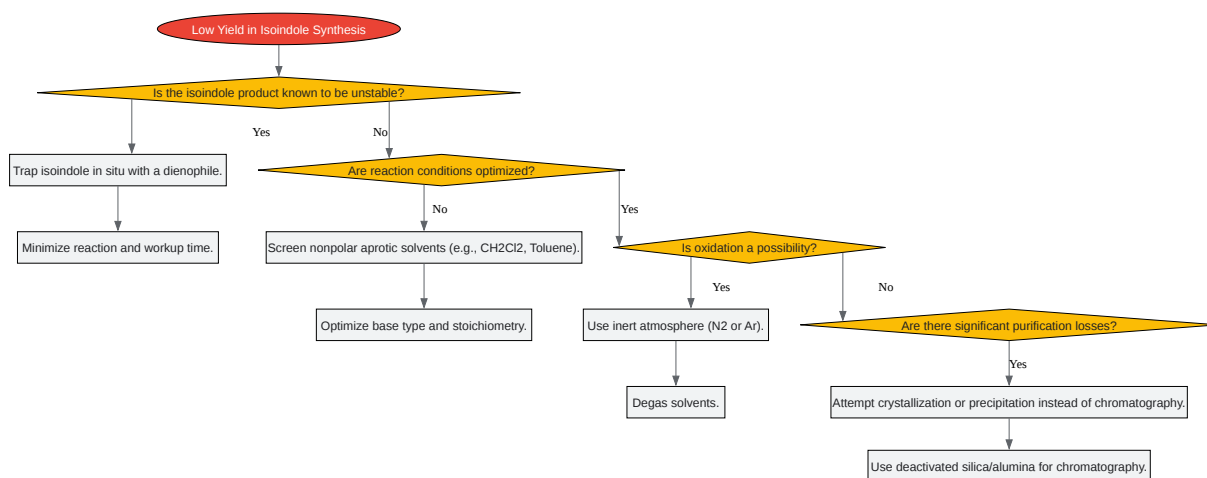 Low Yield in Isoindole Synthesis
Is the isoindole product known to be unstable?
Yes
No
Trap isoindole in situ with a dienophile.
Are reaction conditions optimized?
No
Yes
Minimize reaction and workup time.
Screen nonpolar aprotic solvents (e.g., CH2Cl2, Toluene).
Is oxidation a possibility?
Yes
No
Optimize base type and stoichiometry.
Use inert atmosphere (N2 or Ar).
Are there significant purification losses?
Yes
Degas solvents.
Attempt crystallization or precipitation instead of chromatography.
Use deactivated silica/alumina for chromatography.